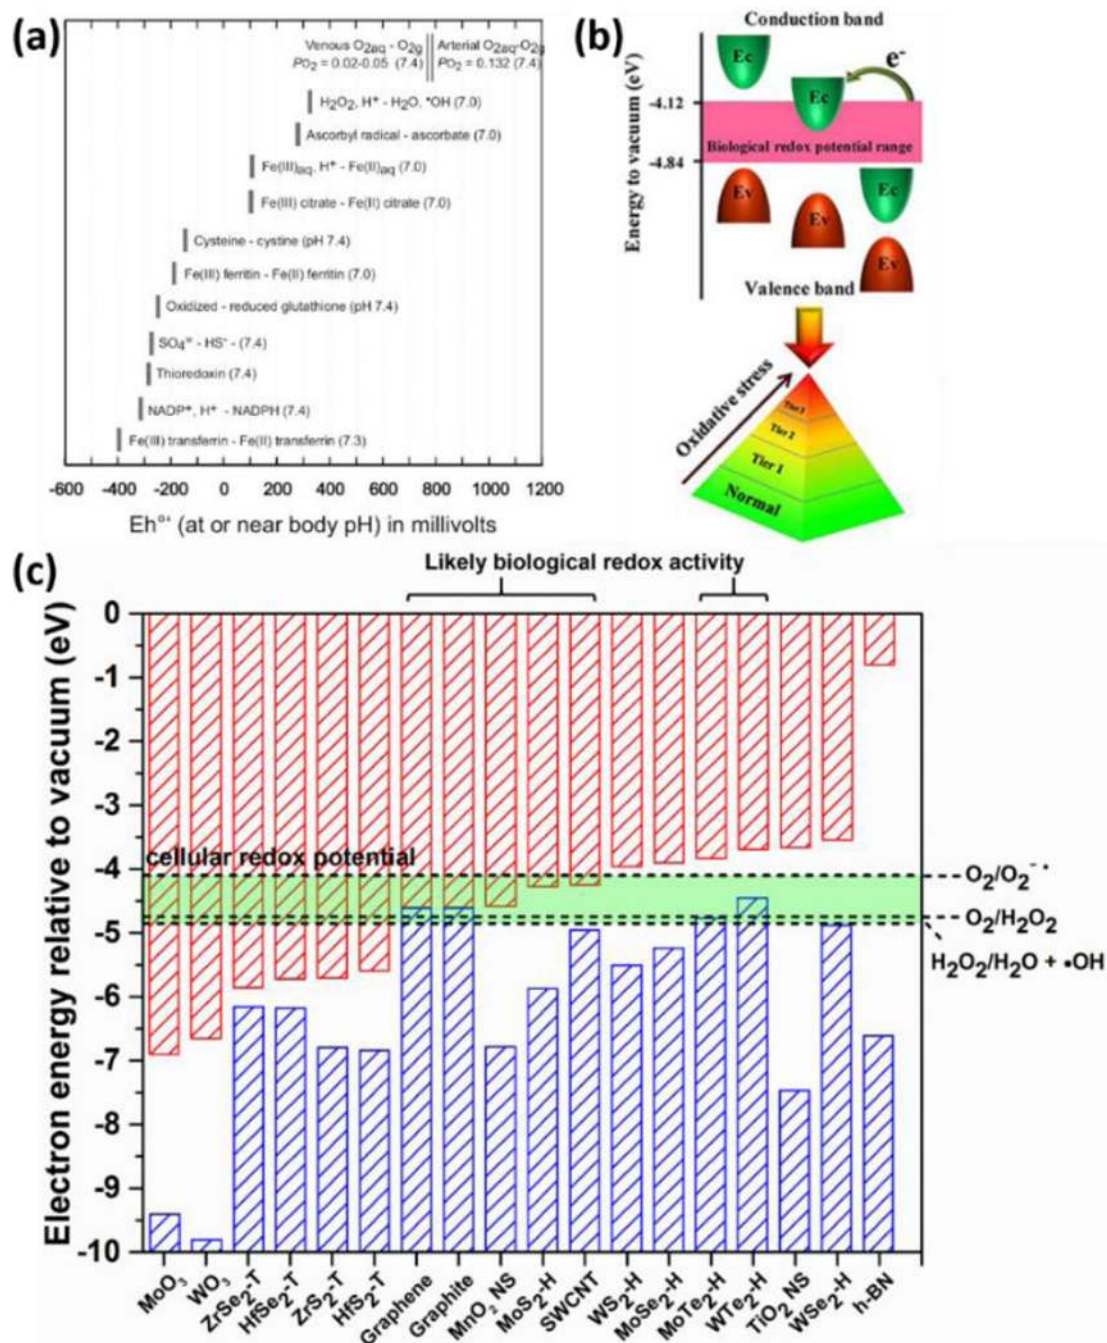 (a)
Venous O2aq - O2g
PO2 = 0.02-0.05 (7.4)
Arterial O2aq-O2g
PO2 = 0.132 (7.4)
H2O2, H+ - H2O, •OH (7.0)
Ascorbyl radical - ascorbate (7.0)
Fe(III)aq, H+ - Fe(II)aq (7.0)
Fe(III) citrate - Fe(II) citrate (7.0)
Cysteine - cystine (pH 7.4)
Fe(III) ferritin - Fe(II) ferritin (7.0)
Oxidized - reduced glutathione (pH 7.4)
SO4= - HS- - (7.4)
Thioredoxin (7.4)
NADP+, H+ - NADPH (7.4)
Fe(III) transferrin - Fe(II) transferrin (7.3)
-600 -400 -200 0 200 400 600 800 1000 1200
Eh°' (at or near body pH) in millivolts
(b)
Conduction band
Energy to vacuum (eV)
Ec
Ec
e-
-4.12
Biological redox potential range
-4.84
Ev
Ev
Ec
Ev
Valence band
Oxidative stress
Tier 3
Tier 2
Tier 1
Normal
(c)
Likely biological redox activity
Electron energy relative to vacuum (eV)
0
-1
-2
-3
-4
-5
-6
-7
-8
-9
-10
cellular redox potential
O2/O2-•
O2/H2O2
H2O2/H2O + •OH
MoO3
WO3
ZrSe2-T
HfSe2-T
ZrS2-T
HfS2-T
Graphene
Graphite
MnO2 NS
MoS2-H
SWCNT
WS2-H
MoSe2-H
MoTe2-H
WTe2-H
TiO2 NS
WSe2-H
h-BN